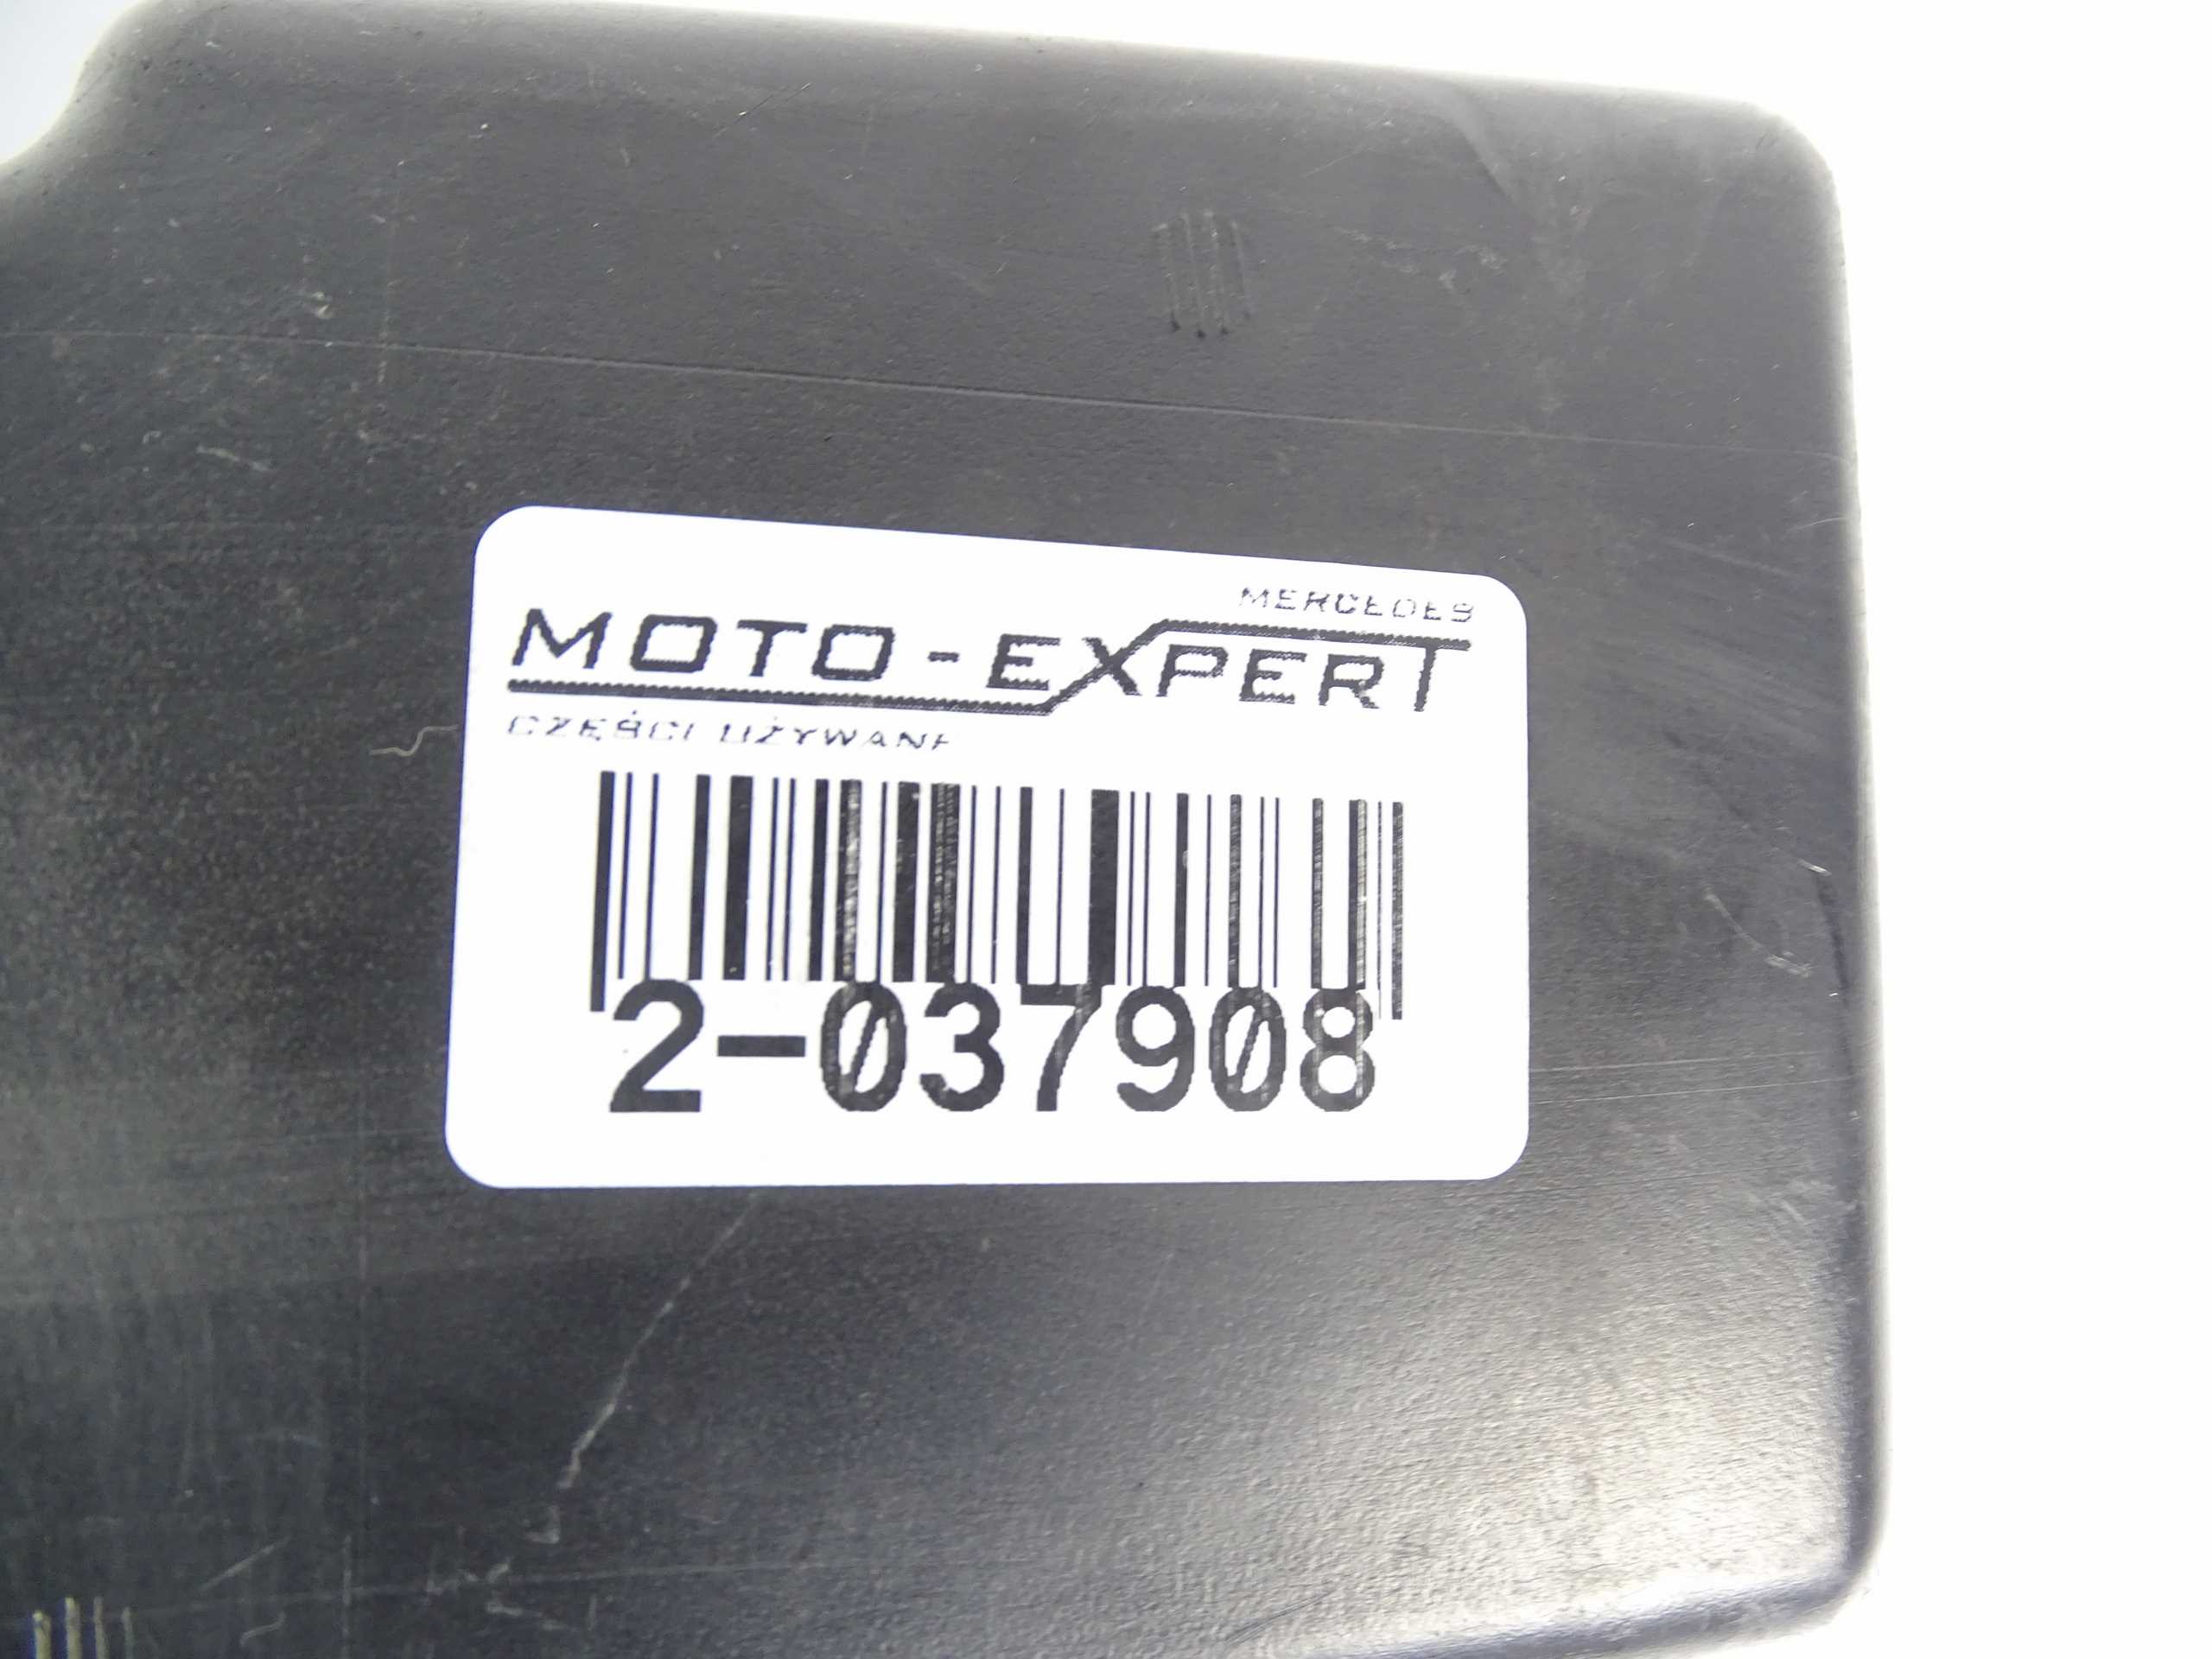 MERCEDES
MOTO-EXPERT
CZĘŚCI UŻYWANE
2-037908